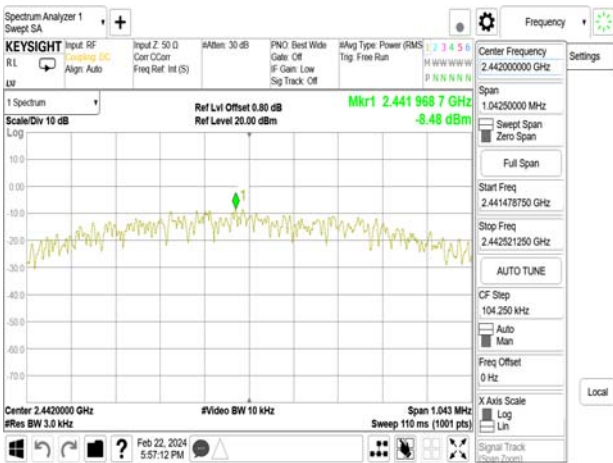 Spectrum Analyzer 1
Swept SA
+
Frequency
KEYSIGHT
RL
Input: RF
Coupling: DC
Align: Auto
Input Z: 50 Ω
Corr CCorr
Freq Ref: Int (S)
#Atten: 30 dB
PNO: Best Wide
Gate: Off
IF Gain: Low
Sig Track: Off
#Avg Type: Power (RMS
Trig: Free Run
1 2 3 4 5 6
M W W W W W
P N N N N N
1 Spectrum
Scale/Div 10 dB
Ref Lvl Offset 0.80 dB
Ref Level 20.00 dBm
Mkr1 2.441 968 7 GHz
-8.48 dBm
Log
10.0
0.00
-10.0
-20.0
-30.0
-40.0
-50.0
-60.0
-70.0
1
Center 2.4420000 GHz
#Res BW 3.0 kHz
#Video BW 10 kHz
Span 1.043 MHz
Sweep 110 ms (1001 pts)
Feb 22, 2024
5:57:12 PM
?
Center Frequency
2.442000000 GHz
Span
1.04250000 MHz
Swept Span
Zero Span
Full Span
Start Freq
2.441478750 GHz
Stop Freq
2.442521250 GHz
AUTO TUNE
CF Step
104.250 kHz
Auto
Man
Freq Offset
0 Hz
X Axis Scale
Log
Lin
Signal Track
(Span Zoom)
Settings
Local